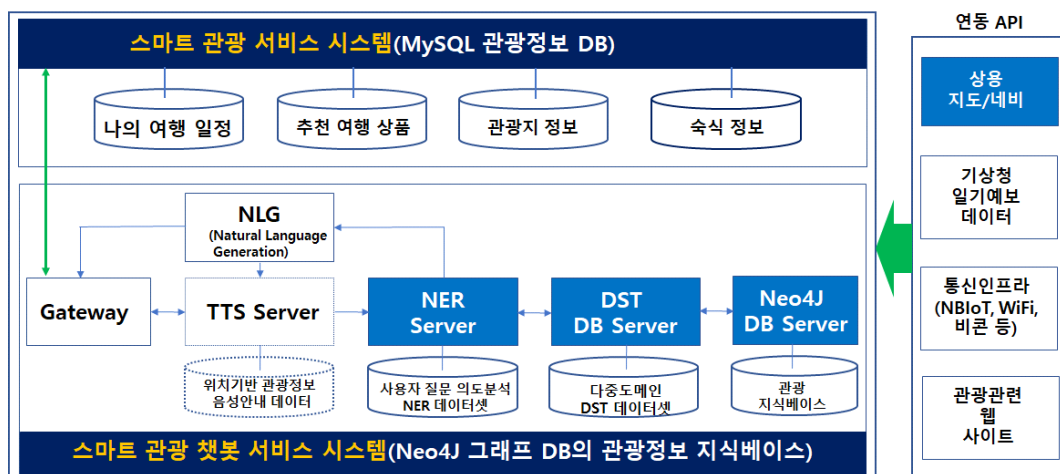 스마트 관광 서비스 시스템(MySQL 관광정보 DB)
나의 여행 일정
추천 여행 상품
관광지 정보
숙식 정보
NLG
(Natural Language
Generation)
Gateway
TTS Server
NER
Server
DST
DB Server
Neo4J
DB Server
위치기반 관광정보
음성안내 데이터
사용자 질문 의도분석
NER 데이터셋
다중도메인
DST 데이터셋
관광
지식베이스
스마트 관광 챗봇 서비스 시스템(Neo4J 그래프 DB의 관광정보 지식베이스)
연동 API
상용
지도/네비
기상청
일기예보
데이터
통신인프라
(NBIoT, WiFi,
비콘 등)
관광관련
웹
사이트